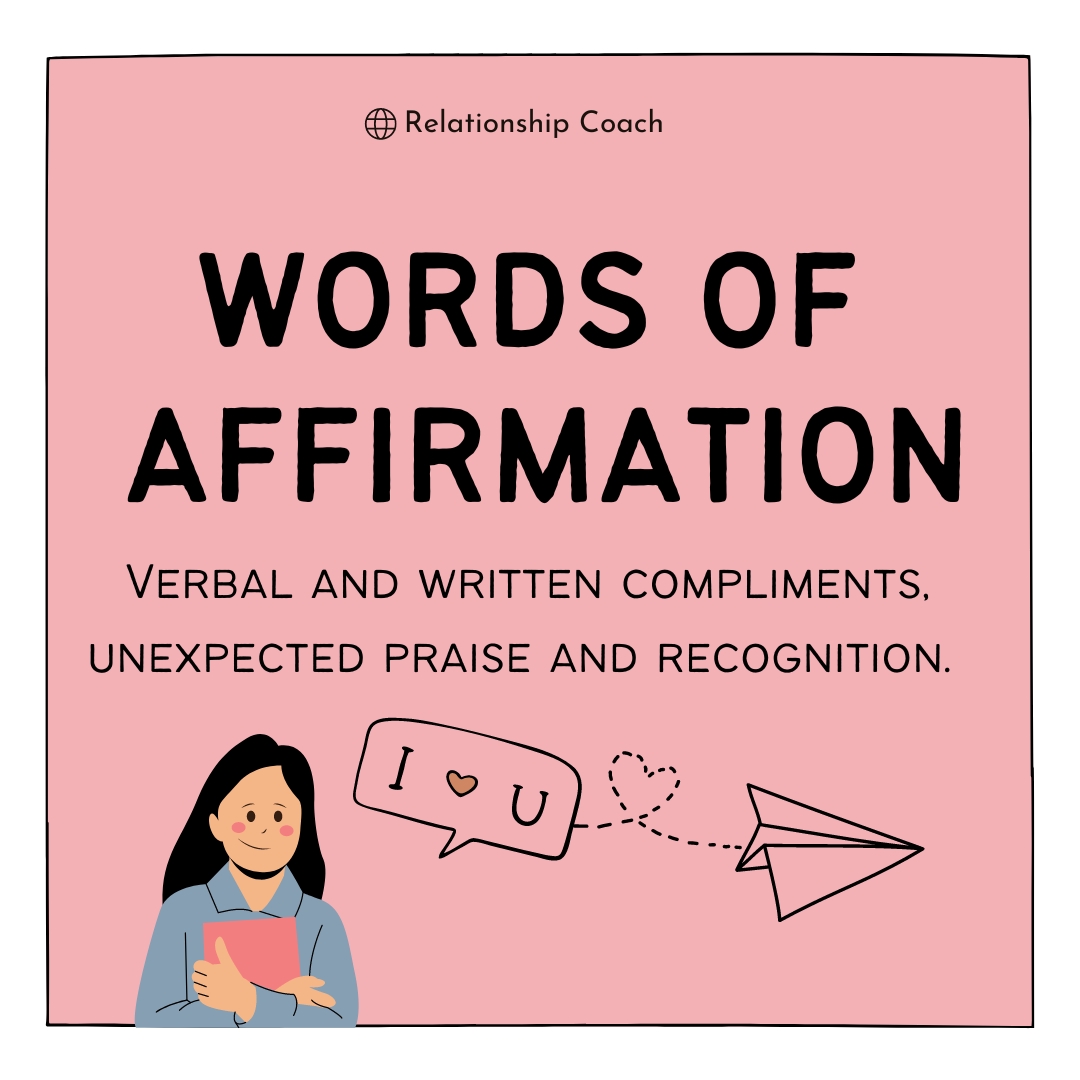 Relationship Coach
WORDS OF
AFFIRMATION
VERBAL AND WRITTEN COMPLIMENTS,
UNEXPECTED PRAISE AND RECOGNITION.
I U